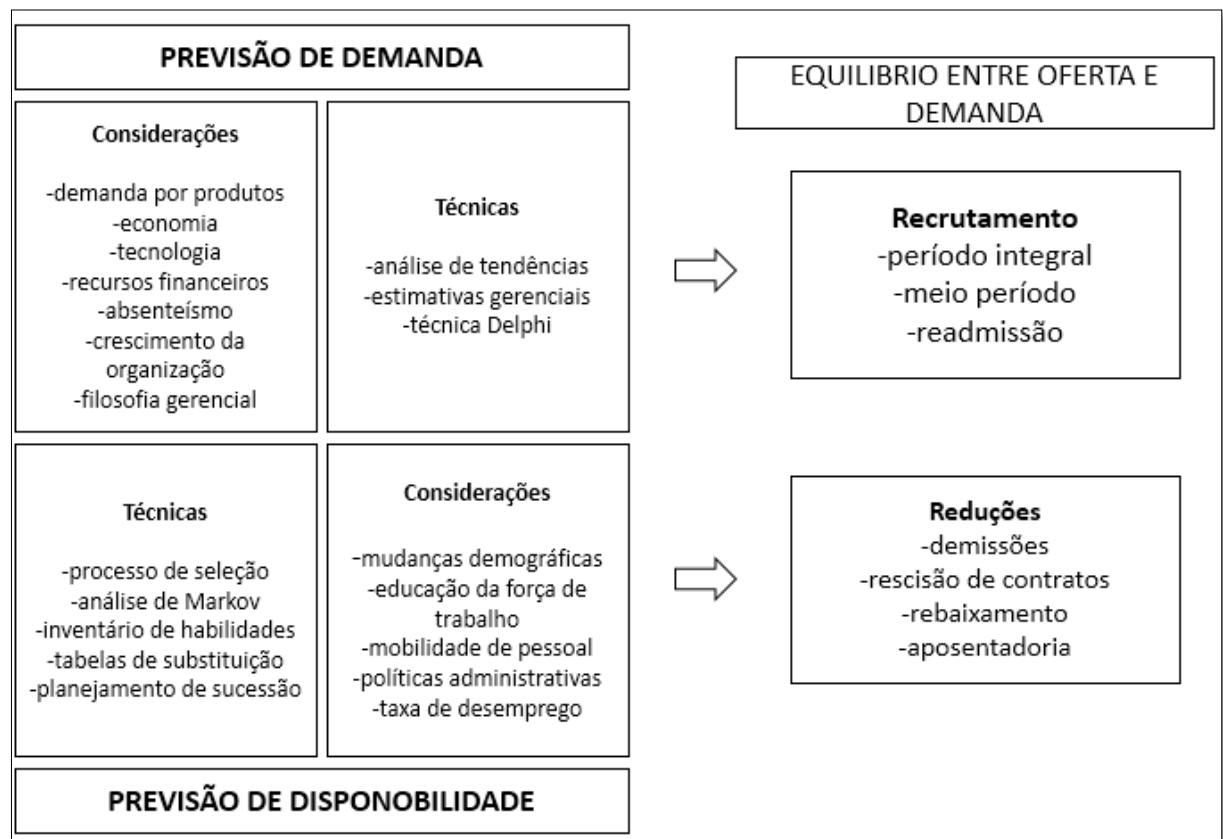 PREVISÃO DE DEMANDA
Considerações
-demanda por produtos
-economia
-tecnologia
-recursos financeiros
-absenteísmo
-crescimento da
organização
-filosofia gerencial
Técnicas
-análise de tendências
-estimativas gerenciais
-técnica Delphi
Técnicas
-processo de seleção
-análise de Markov
-inventário de habilidades
-tabelas de substituição
-planejamento de sucessão
Considerações
-mudanças demográficas
-educação da força de
trabalho
-mobilidade de pessoal
-políticas administrativas
-taxa de desemprego
PREVISÃO DE DISPONOBILIDADE
EQUILIBRIO ENTRE OFERTA E
DEMANDA
Recrutamento
-período integral
-meio período
-readmissão
Reduções
-demissões
-rescisão de contratos
-rebaixamento
-aposentadoria